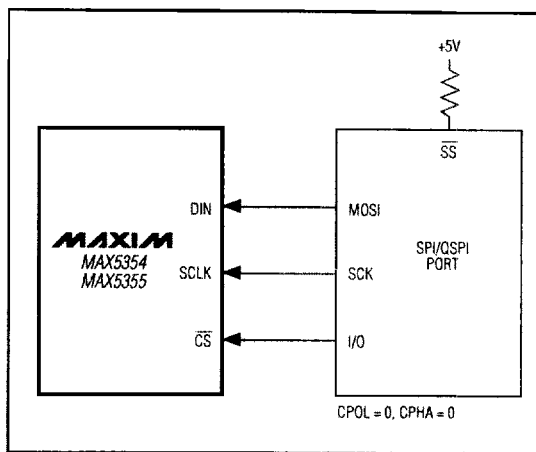 +5V
SS
DIN
MOSI
MAXIM
MAX5354
MAX5355
SPI/QSPI
PORT
SCLK
SCK
CS
I/O
CPOL = 0, CPHA = 0